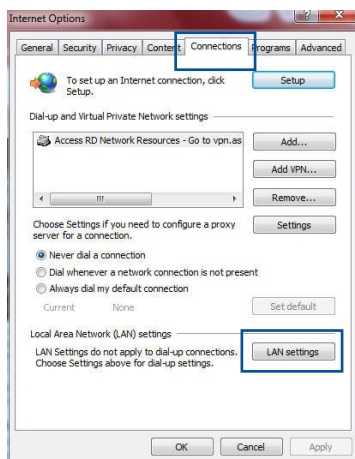 Internet Options
General Security Privacy Content Connections Programs Advanced
To set up an Internet connection, click
Setup.
Setup
Dial-up and Virtual Private Network settings
Access RD Network Resources - Go to vpn.as
Add...
Add VPN...
Remove...
Choose Settings if you need to configure a proxy
server for a connection.
Settings
Never dial a connection
Dial whenever a network connection is not present
Always dial my default connection
Current None
Set default
Local Area Network (LAN) settings
LAN Settings do not apply to dial-up connections.
Choose Settings above for dial-up settings.
LAN settings
OK Cancel Apply